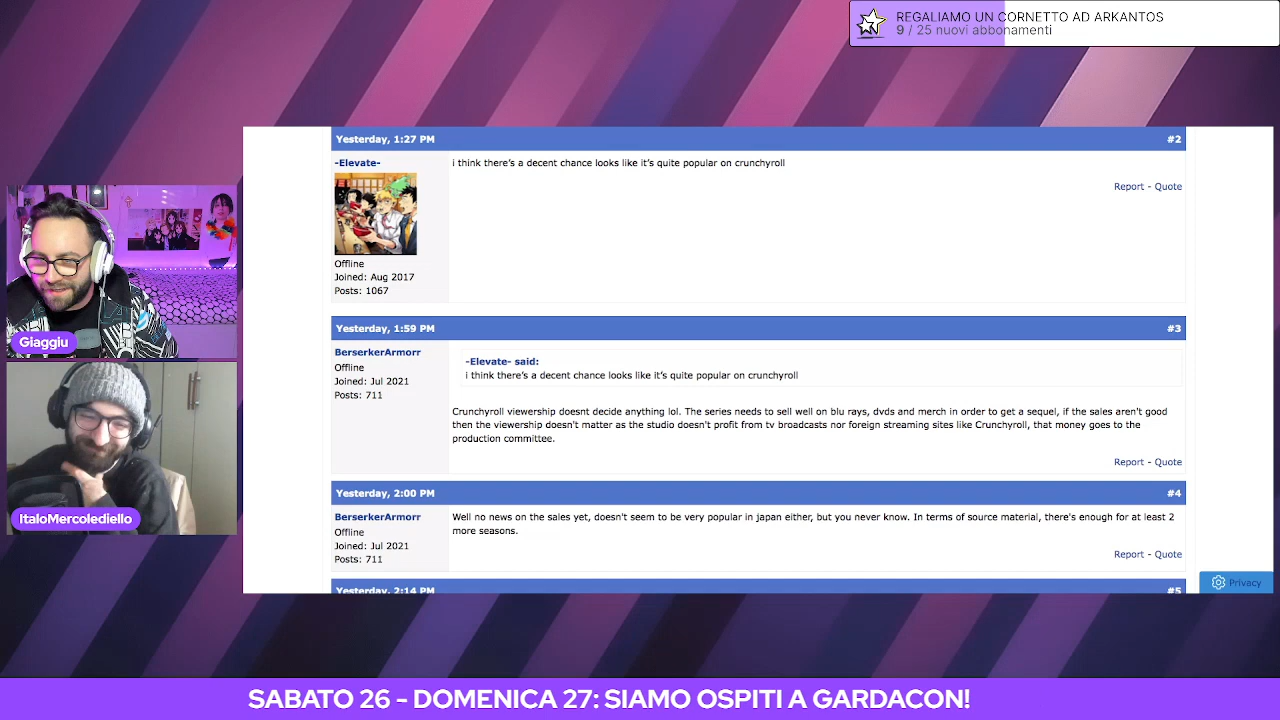 REGALIAMO UN CORNETTO AD ARKANTOS
9 / 25 nuovi abbonamenti
Yesterday, 1:27 PM
#2
-Elevate-
i think there's a decent chance looks like it's quite popular on crunchyroll
Report - Quote
Offline
Joined: Aug 2017
Posts: 1067
Yesterday, 1:59 PM
#3
BerserkerArmorr
Offline
Joined: Jul 2021
Posts: 711
-Elevate- said:
i think there's a decent chance looks like it's quite popular on crunchyroll
Crunchyroll viewership doesnt decide anything lol. The series needs to sell well on blu rays, dvds and merch in order to get a sequel, if the sales aren't good
then the viewership doesn't matter as the studio doesn't profit from tv broadcasts nor foreign streaming sites like Crunchyroll, that money goes to the
production committee.
Report - Quote
Yesterday, 2:00 PM
#4
BerserkerArmorr
Offline
Joined: Jul 2021
Posts: 711
Well no news on the sales yet, doesn't seem to be very popular in japan either, but you never know. In terms of source material, there's enough for at least 2
more seasons.
Report - Quote
Yesterday, 2:14 PM
#5
Privacy
Giaggiu
ItaloMercolediello
SABATO 26 - DOMENICA 27: SIAMO OSPITI A GARDACON!